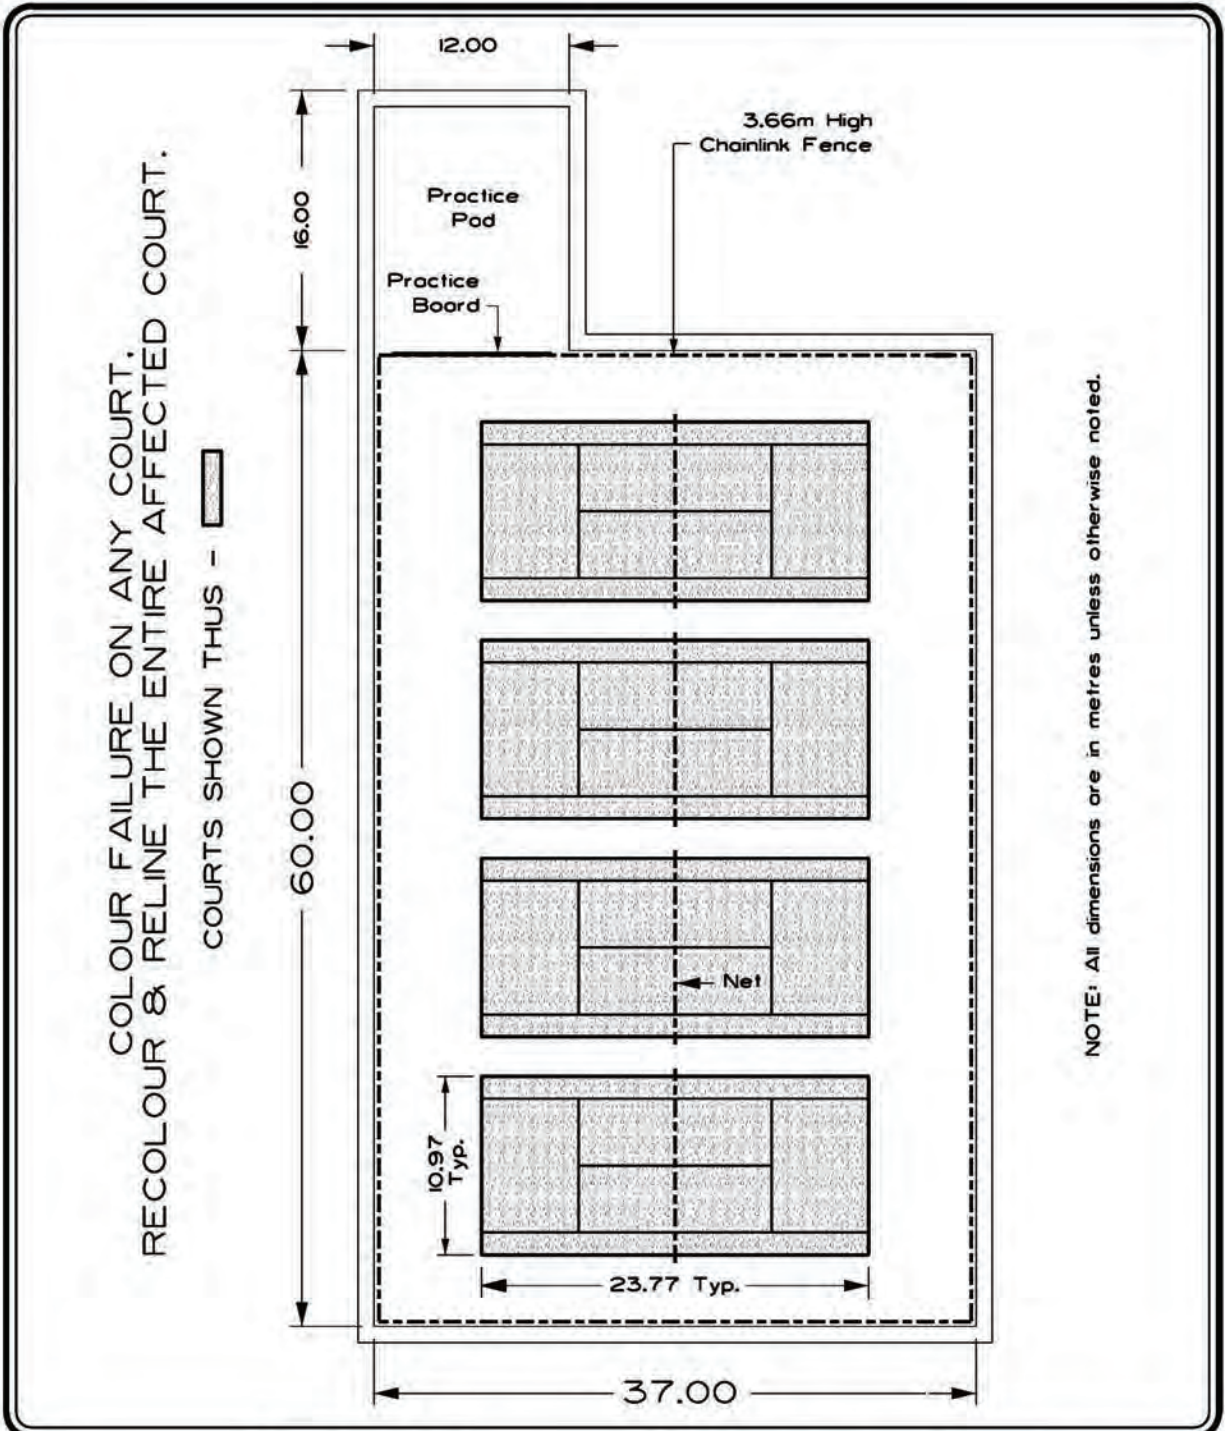 12.00
3.66m High
Chainlink Fence
16.00
Practice
Pad
Practice
Board
COLOUR FAILURE ON ANY COURT.
RECOLOUR & RELINE THE ENTIRE AFFECTED COURT.
COURTS SHOWN THUS -
60.00
Net
10.97
Typ.
23.77 Typ.
37.00
NOTE: All dimensions are in metres unless otherwise noted.